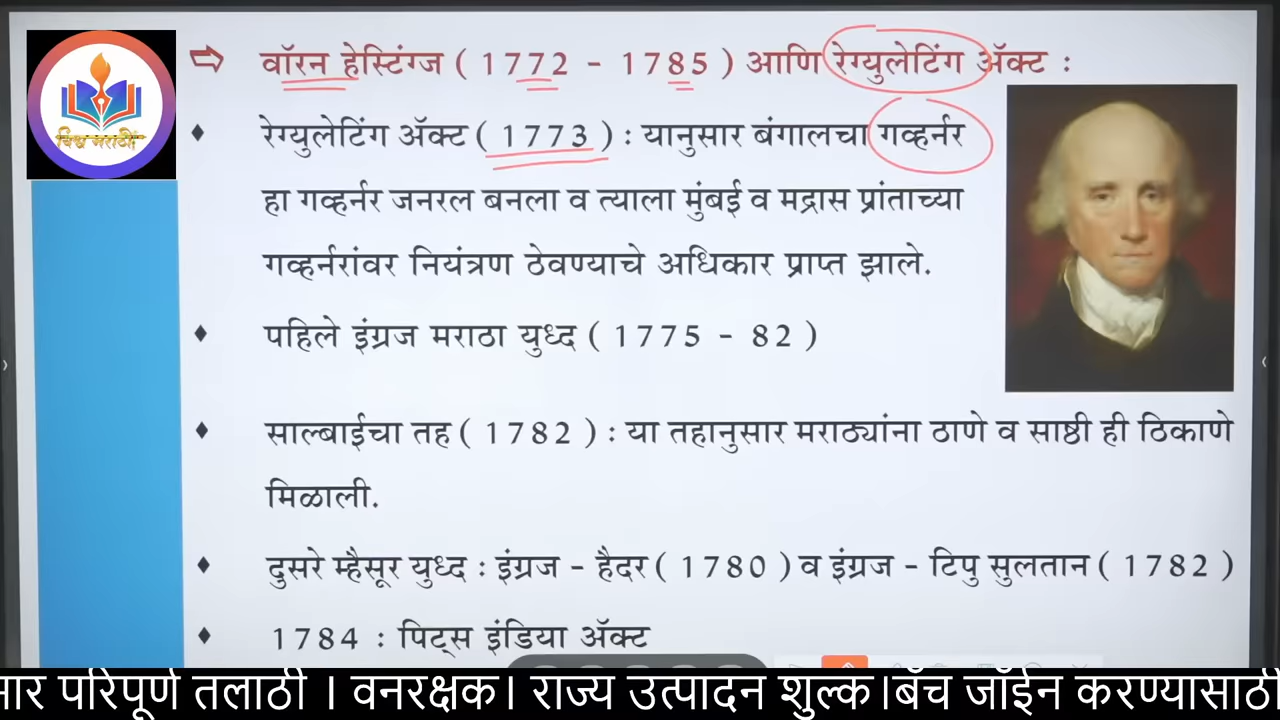 विश्व मराठी
⇨ वॉरन हेस्टिंग्ज ( 1772 - 1785 ) आणि रेग्युलेटिंग ॲक्ट :
♦ रेग्युलेटिंग ॲक्ट ( 1773 ) : यानुसार बंगालचा गव्हर्नर
हा गव्हर्नर जनरल बनला व त्याला मुंबई व मद्रास प्रांताच्या
गव्हर्नरांवर नियंत्रण ठेवण्याचे अधिकार प्राप्त झाले.
♦ पहिले इंग्रज मराठा युध्द ( 1775 - 82 )
♦ साल्बाईचा तह ( 1782 ) : या तहानुसार मराठ्यांना ठाणे व साष्ठी ही ठिकाणे
मिळाली.
♦ दुसरे म्हैसूर युध्द : इंग्रज - हैदर ( 1780 ) व इंग्रज - टिपु सुलतान ( 1782 )
♦ 1784 : पिट्स इंडिया ॲक्ट
सार परिपूर्ण तलाठी । वनरक्षक। राज्य उत्पादन शुल्क।बॅच जॉईन करण्यासाठी